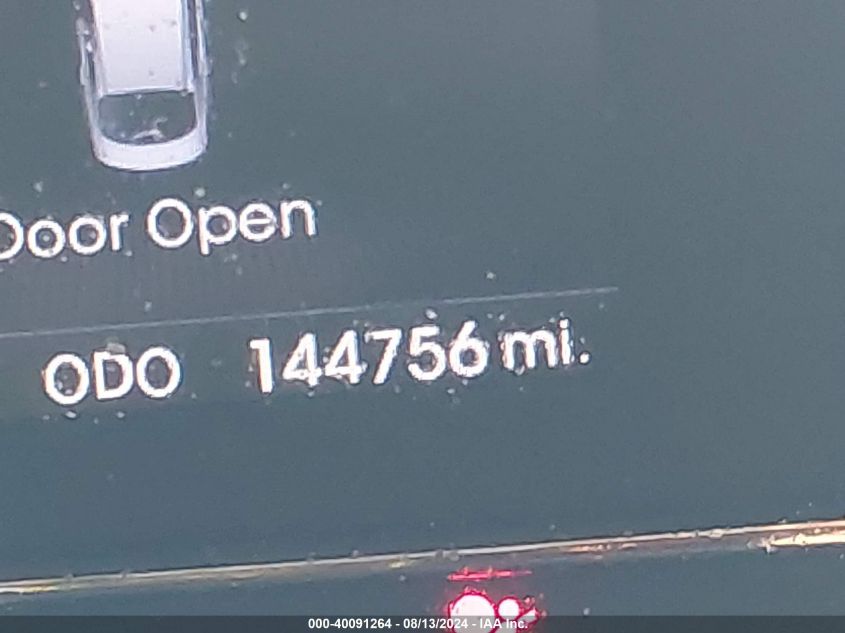 Door Open
ODO 144756 mi.
000-40091264 - 08/13/2024 - IAA Inc.